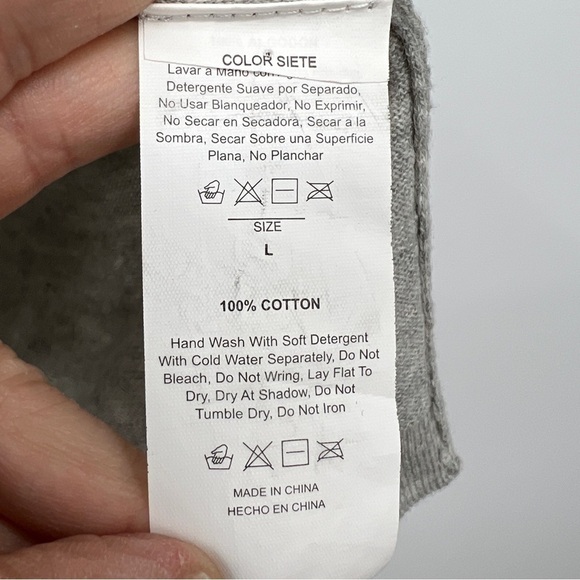 COLOR SIETE
Lavar a Mano
Detergente Suave por Separado,
No Usar Blanqueador, No Exprimir,
No Secar en Secadora, Secar a la
Sombra, Secar Sobre una Superficie
Plana, No Planchar
SIZE
L
100% COTTON
Hand Wash With Soft Detergent
With Cold Water Separately, Do Not
Bleach, Do Not Wring, Lay Flat To
Dry, Dry At Shadow, Do Not
Tumble Dry, Do Not Iron
MADE IN CHINA
HECHO EN CHINA